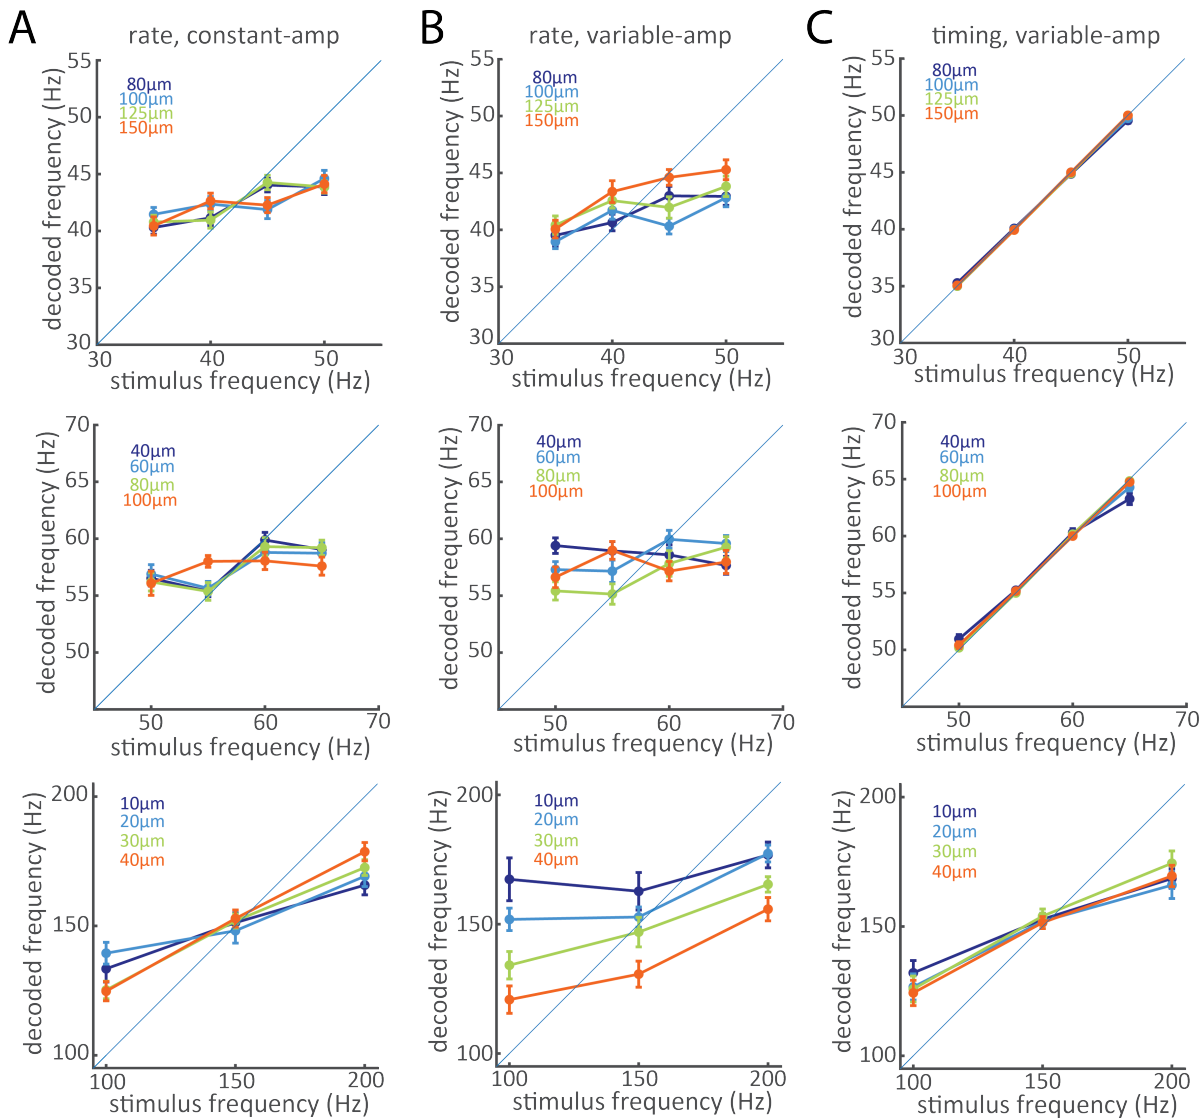 A
rate, constant-amp
55
50
45
40
35
30
30
40
50
decoded frequency (Hz)
stimulus frequency (Hz)
80µm
100µm
125µm
150µm
B
rate, variable-amp
55
50
45
40
35
30
30
40
50
decoded frequency (Hz)
stimulus frequency (Hz)
80µm
100µm
125µm
150µm
C
timing, variable-amp
55
50
45
40
35
30
30
40
50
decoded frequency (Hz)
stimulus frequency (Hz)
80µm
100µm
125µm
150µm
70
65
60
55
50
50
60
70
decoded frequency (Hz)
stimulus frequency (Hz)
40µm
60µm
80µm
100µm
70
65
60
55
50
50
60
70
decoded frequency (Hz)
stimulus frequency (Hz)
40µm
60µm
80µm
100µm
70
65
60
55
50
50
60
70
decoded frequency (Hz)
stimulus frequency (Hz)
40µm
60µm
80µm
100µm
200
150
100
100
150
200
decoded frequency (Hz)
stimulus frequency (Hz)
10µm
20µm
30µm
40µm
200
150
100
100
150
200
decoded frequency (Hz)
stimulus frequency (Hz)
10µm
20µm
30µm
40µm
200
150
100
100
150
200
decoded frequency (Hz)
stimulus frequency (Hz)
10µm
20µm
30µm
40µm